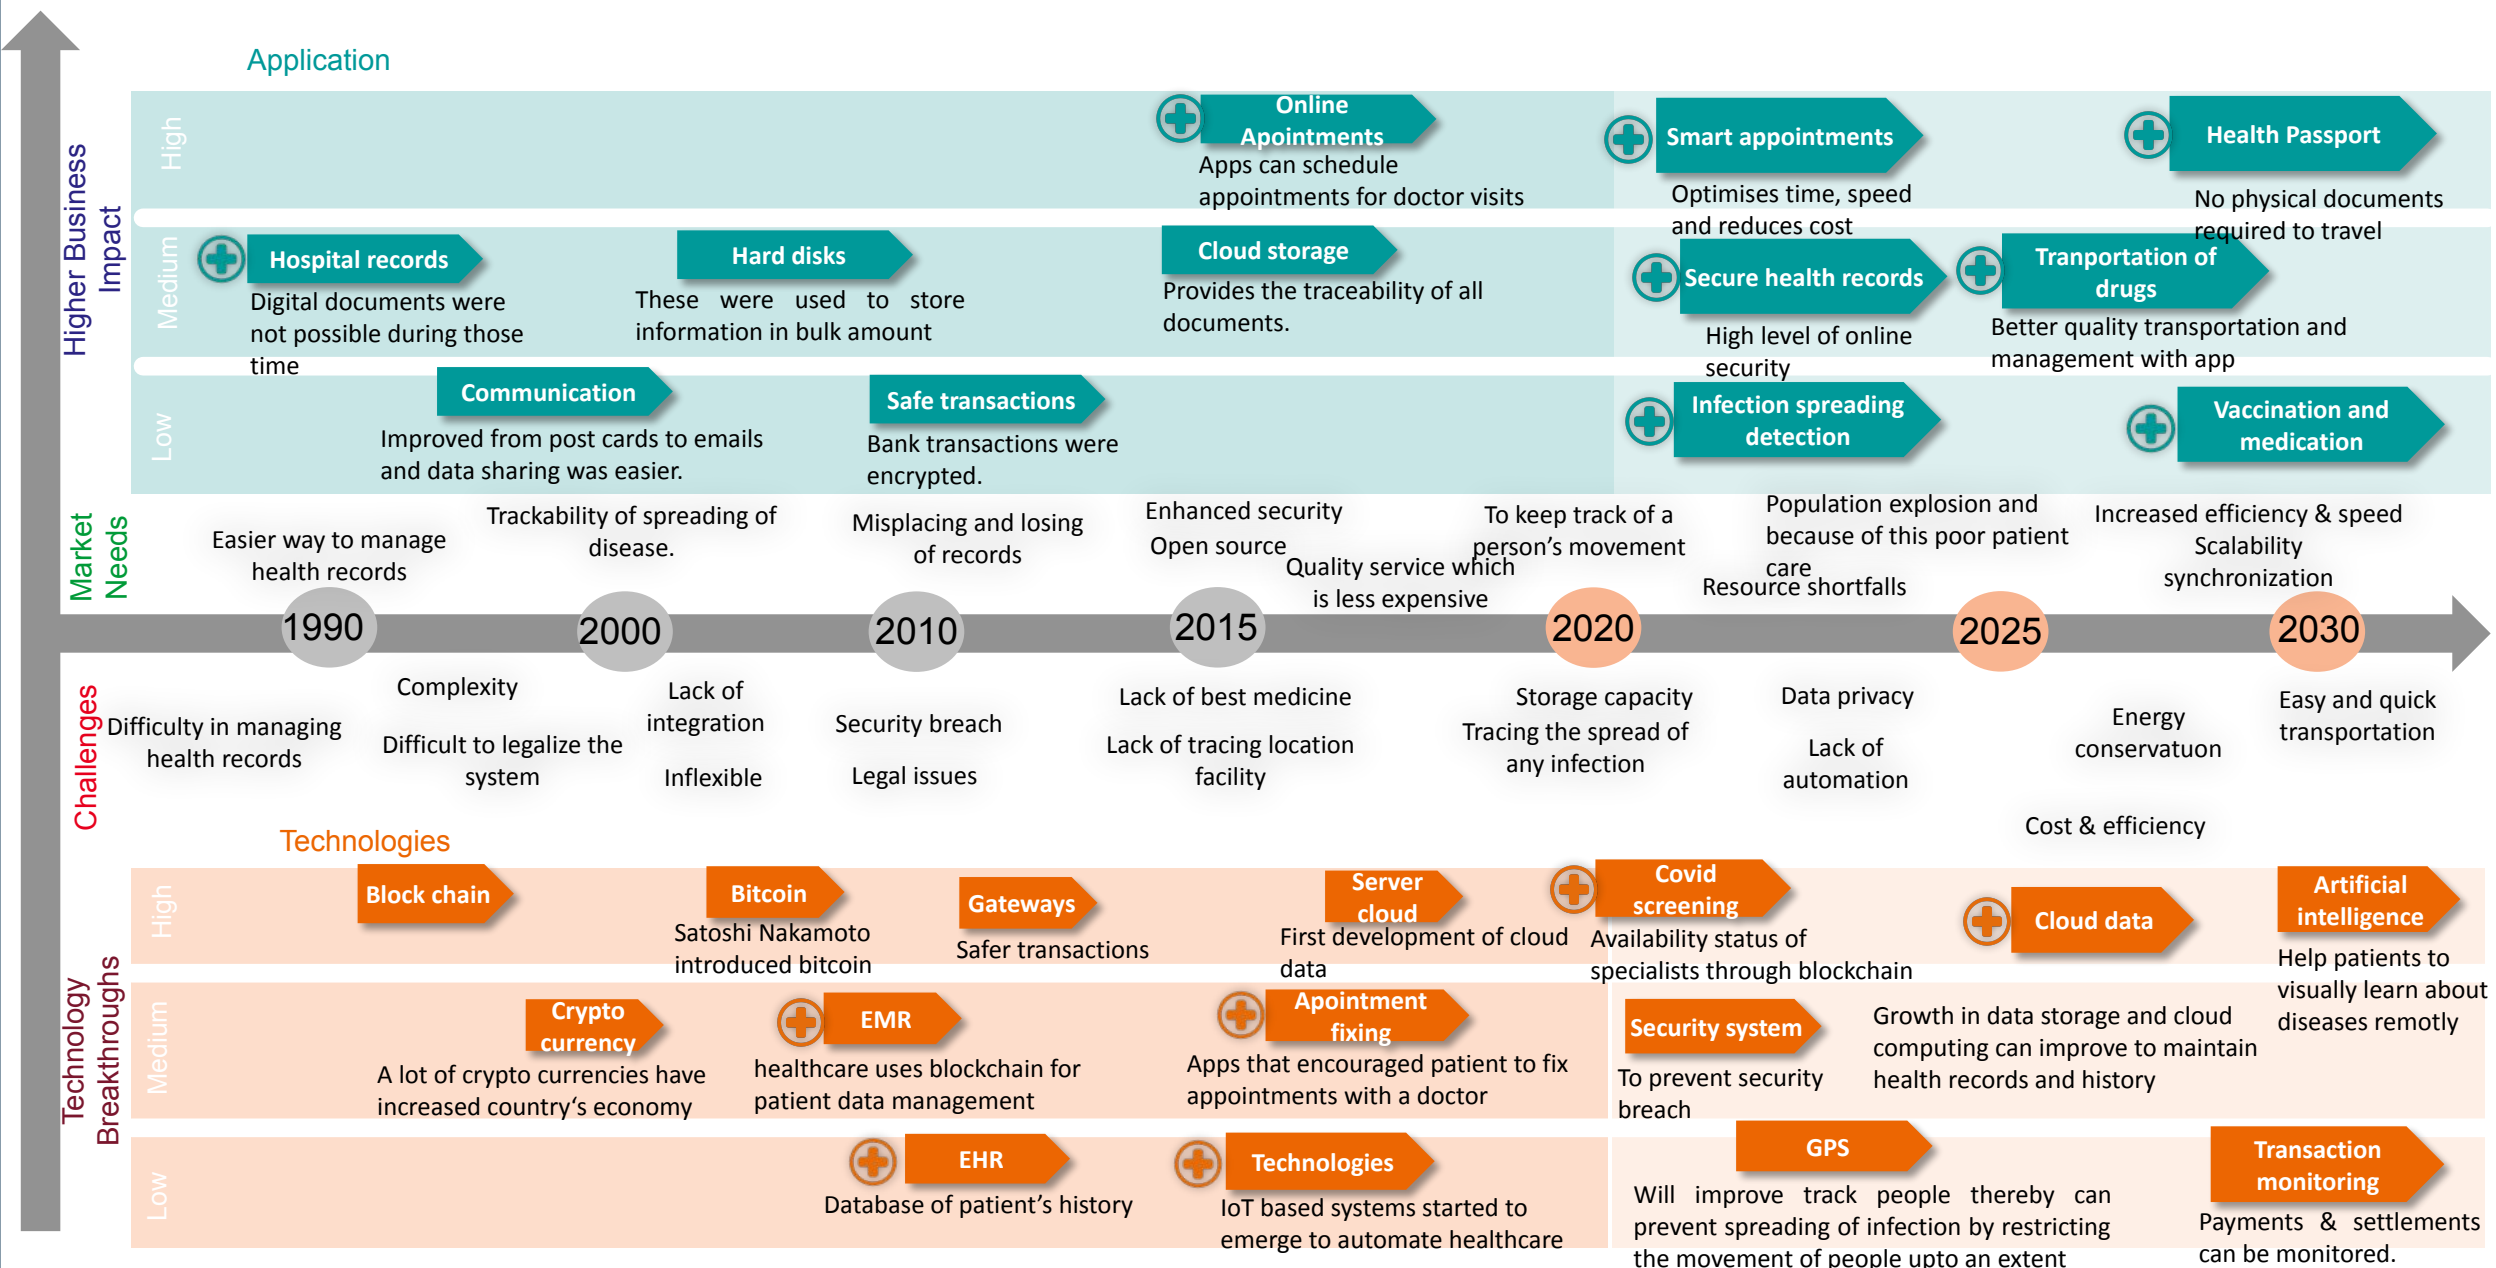 Application
Higher Business
Impact
High
Online
Apointments
Apps can schedule
appointments for doctor visits
Smart appointments
Optimises time, speed
and reduces cost
Health Passport
No physical documents
required to travel
Medium
Hospital records
Digital documents were
not possible during those
time
Hard disks
These were used to store
information in bulk amount
Cloud storage
Provides the traceability of all
documents.
Secure health records
High level of online
security
Tranportation of
drugs
Better quality transportation and
management with app
Low
Communication
Improved from post cards to emails
and data sharing was easier.
Safe transactions
Bank transactions were
encrypted.
Infection spreading
detection
Vaccination and
medication
Market
Needs
Easier way to manage
health records
Trackability of spreading of
disease.
Misplacing and losing
of records
Enhanced security
Open source
Quality service which
is less expensive
To keep track of a
person's movement
Population explosion and
because of this poor patient
care
Resource shortfalls
Increased efficiency & speed
Scalability
synchronization
1990
2000
2010
2015
2020
2025
2030
Challenges
Difficulty in managing
health records
Complexity
Difficult to legalize the
system
Lack of
integration
Inflexible
Security breach
Legal issues
Lack of best medicine
Lack of tracing location
facility
Storage capacity
Tracing the spread of
any infection
Data privacy
Lack of
automation
Energy
conservatuon
Easy and quick
transportation
Cost & efficiency
Technologies
Technology
Breakthroughs
High
Block chain
Bitcoin
Satoshi Nakamoto
introduced bitcoin
Gateways
Safer transactions
Server
cloud
First development of cloud
data
Covid
screening
Availability status of
specialists through blockchain
Cloud data
Growth in data storage and cloud
computing can improve to maintain
health records and history
Artificial
intelligence
Help patients to
visually learn about
diseases remotly
Medium
Crypto
currency
A lot of crypto currencies have
increased country‘s economy
EMR
healthcare uses blockchain for
patient data management
Apointment
fixing
Apps that encouraged patient to fix
appointments with a doctor
Security system
To prevent security
breach
Low
EHR
Database of patient's history
Technologies
IoT based systems started to
emerge to automate healthcare
GPS
Will improve track people thereby can
prevent spreading of infection by restricting
the movement of people upto an extent
Transaction
monitoring
Payments & settlements
can be monitored.